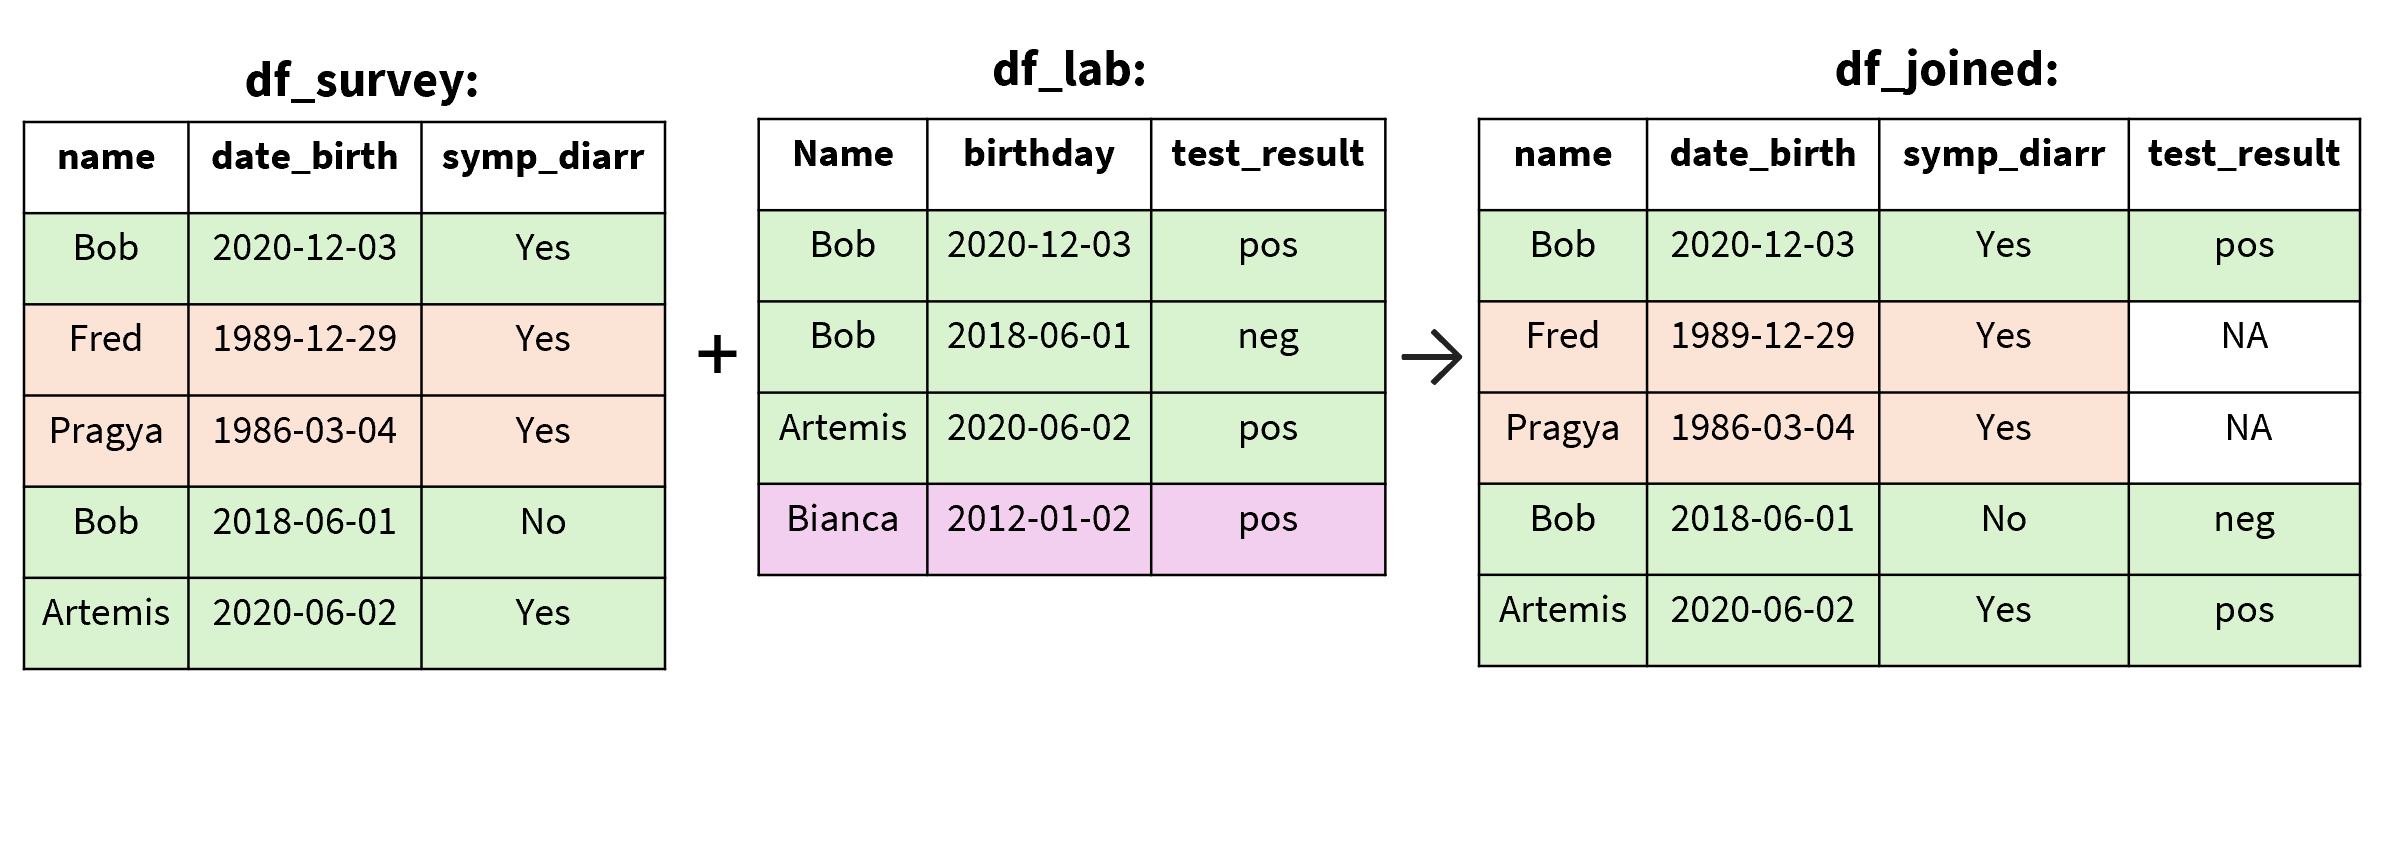 df_survey:
name date_birth symp_diarr
Bob 2020-12-03 Yes
Fred 1989-12-29 Yes
Pragya 1986-03-04 Yes
Bob 2018-06-01 No
Artemis 2020-06-02 Yes
+
df_lab:
Name birthday test_result
Bob 2020-12-03 pos
Bob 2018-06-01 neg
Artemis 2020-06-02 pos
Bianca 2012-01-02 pos
→
df_joined:
name date_birth symp_diarr test_result
Bob 2020-12-03 Yes pos
Fred 1989-12-29 Yes NA
Pragya 1986-03-04 Yes NA
Bob 2018-06-01 No neg
Artemis 2020-06-02 Yes pos